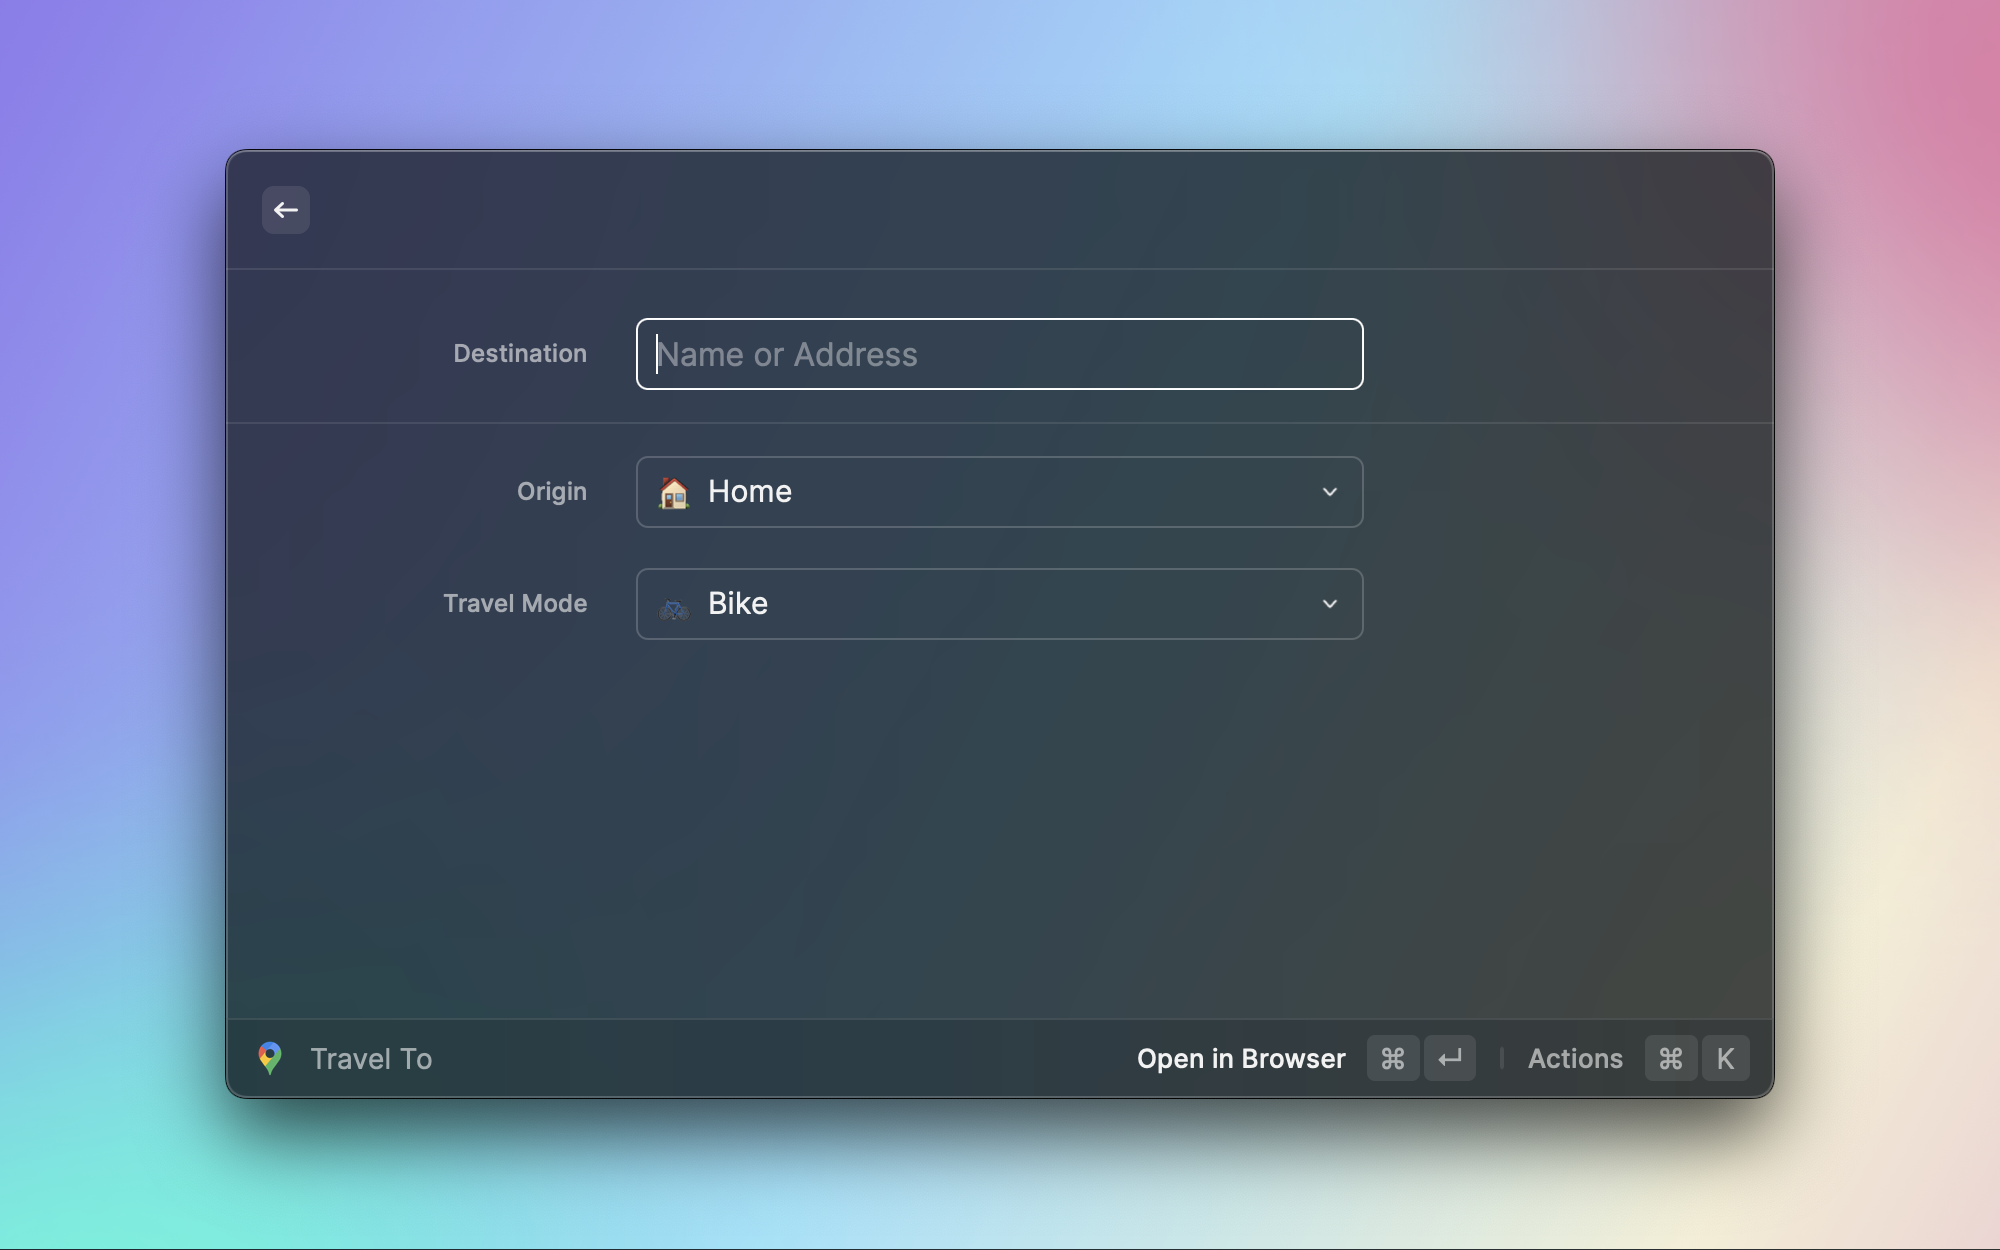 Destination
Name or Address
Origin
Home
Travel Mode
Bike
Travel To
Open in Browser ⌘ ↵ | Actions ⌘ K